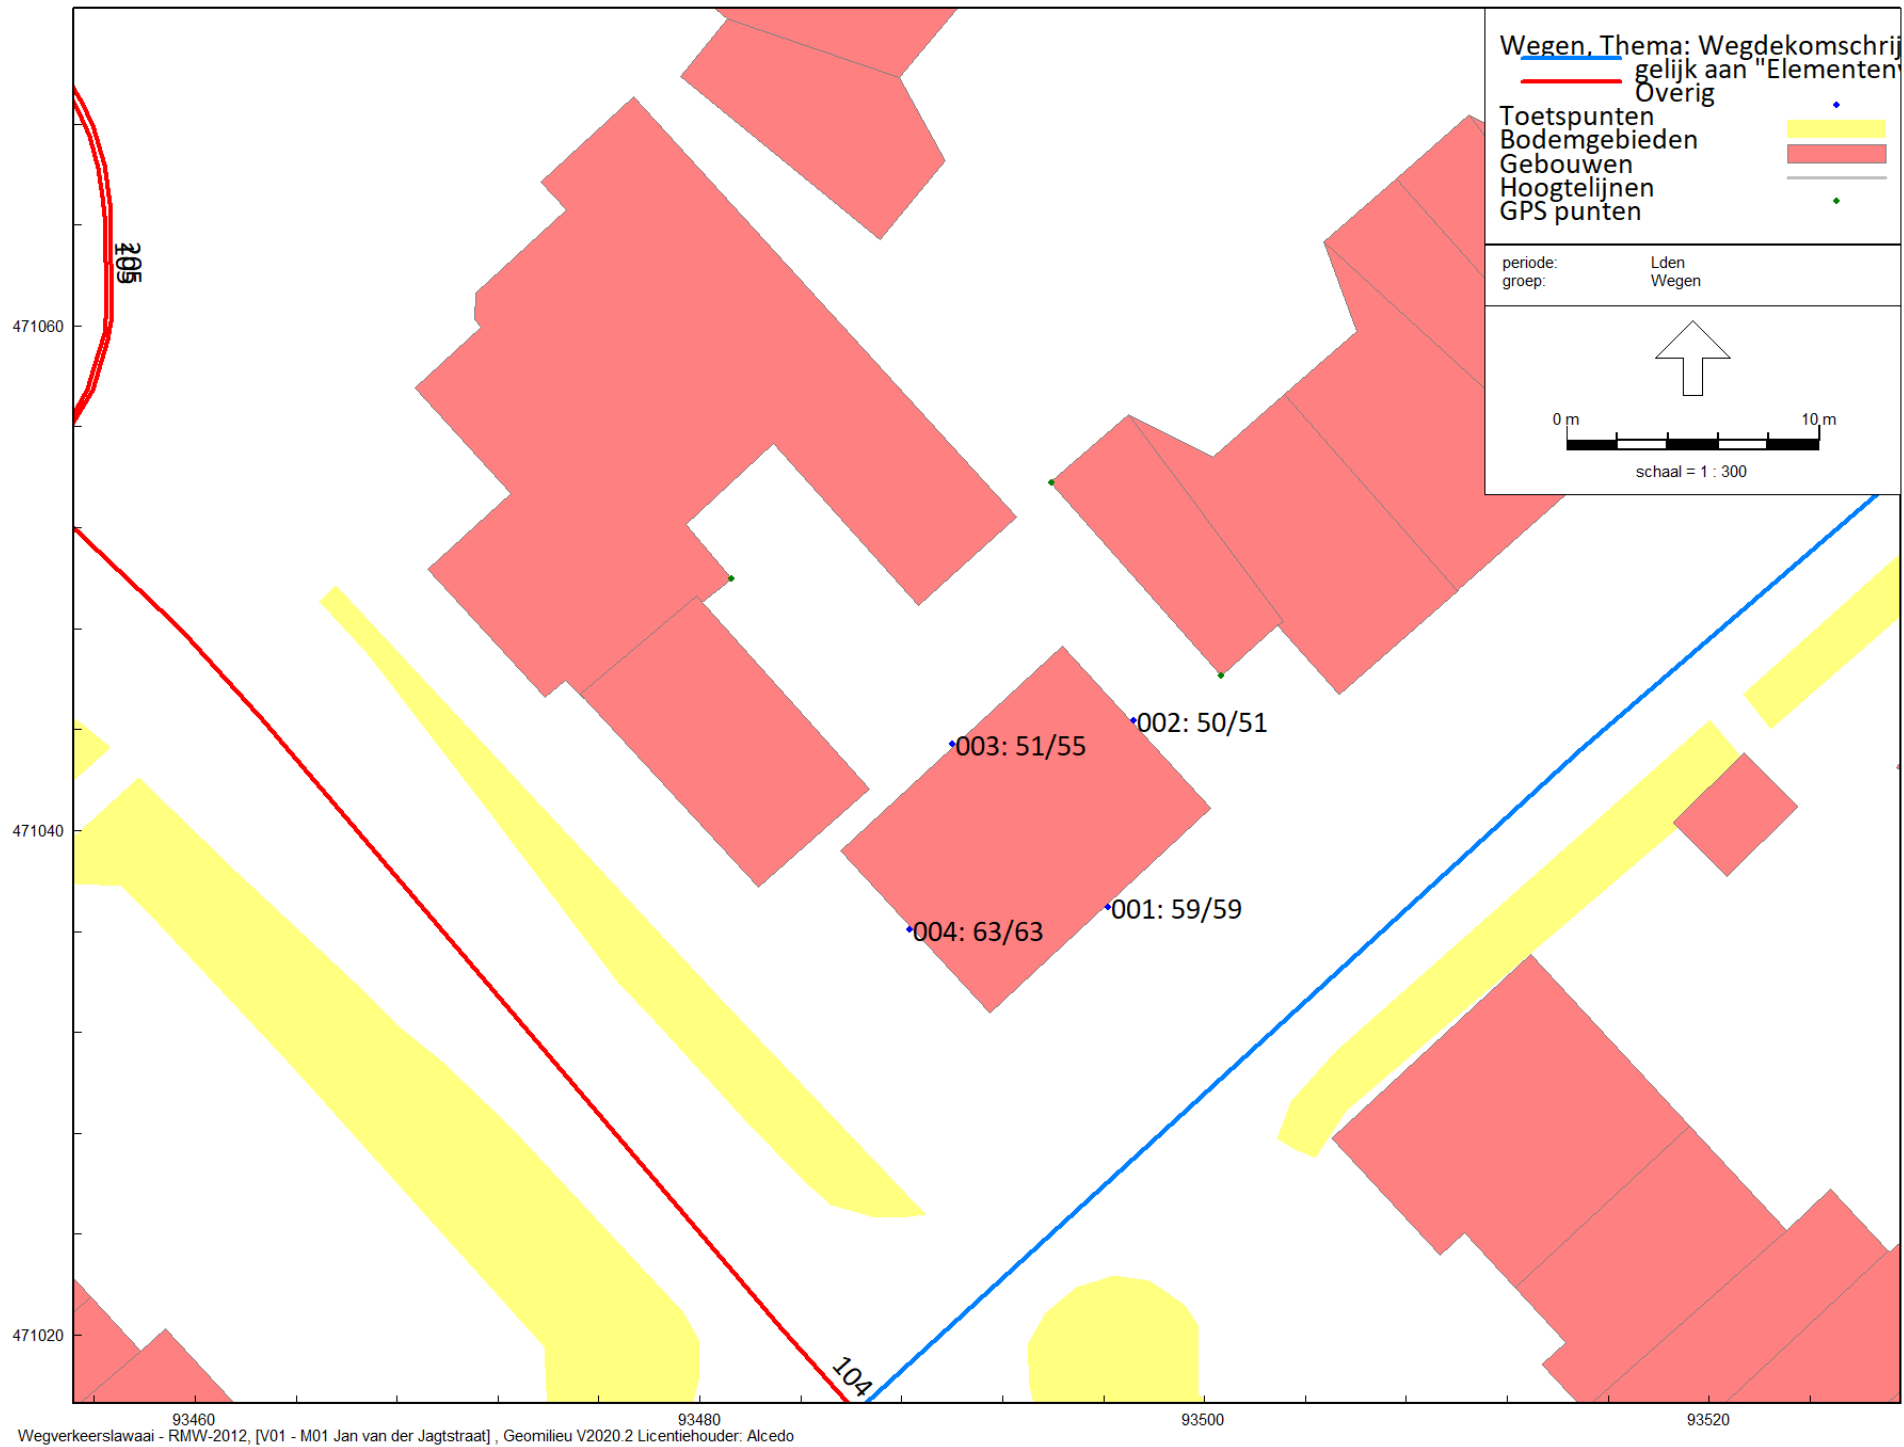 Wegen, Thema: Wegdekomschrij
gelijk aan "Elementenv
Overig
Toetspunten
Bodemgebieden
Gebouwen
Hoogtelijnen
GPS punten
periode: Lden
groep: Wegen
0 m 10 m
schaal = 1 : 300
471060
471040
471020
002: 50/51
003: 51/55
001: 59/59
004: 63/63
104
93460 93480 93500 93520
Wegverkeerslawaai - RMW-2012, [V01 - M01 Jan van der Jagtstraat] , Geomilieu V2020.2 Licentiehouder: Alcedo